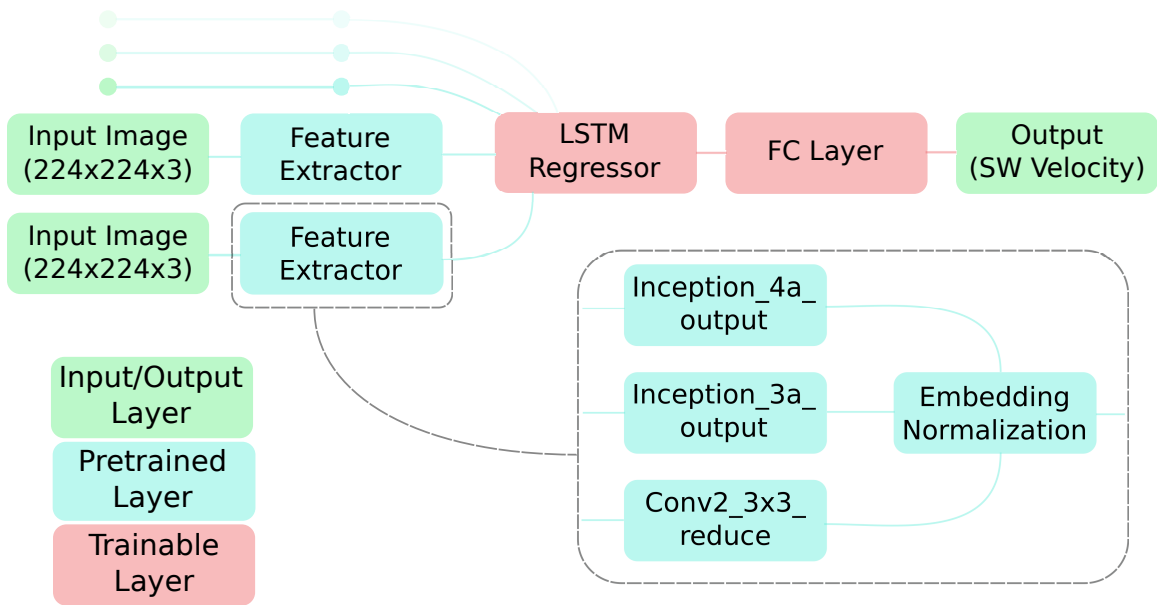 Input Image
(224x224x3)
Feature
Extractor
LSTM
Regressor
FC Layer
Output
(SW Velocity)
Input Image
(224x224x3)
Feature
Extractor
Inception_4a_
output
Inception_3a_
output
Embedding
Normalization
Conv2_3x3_
reduce
Input/Output
Layer
Pretrained
Layer
Trainable
Layer